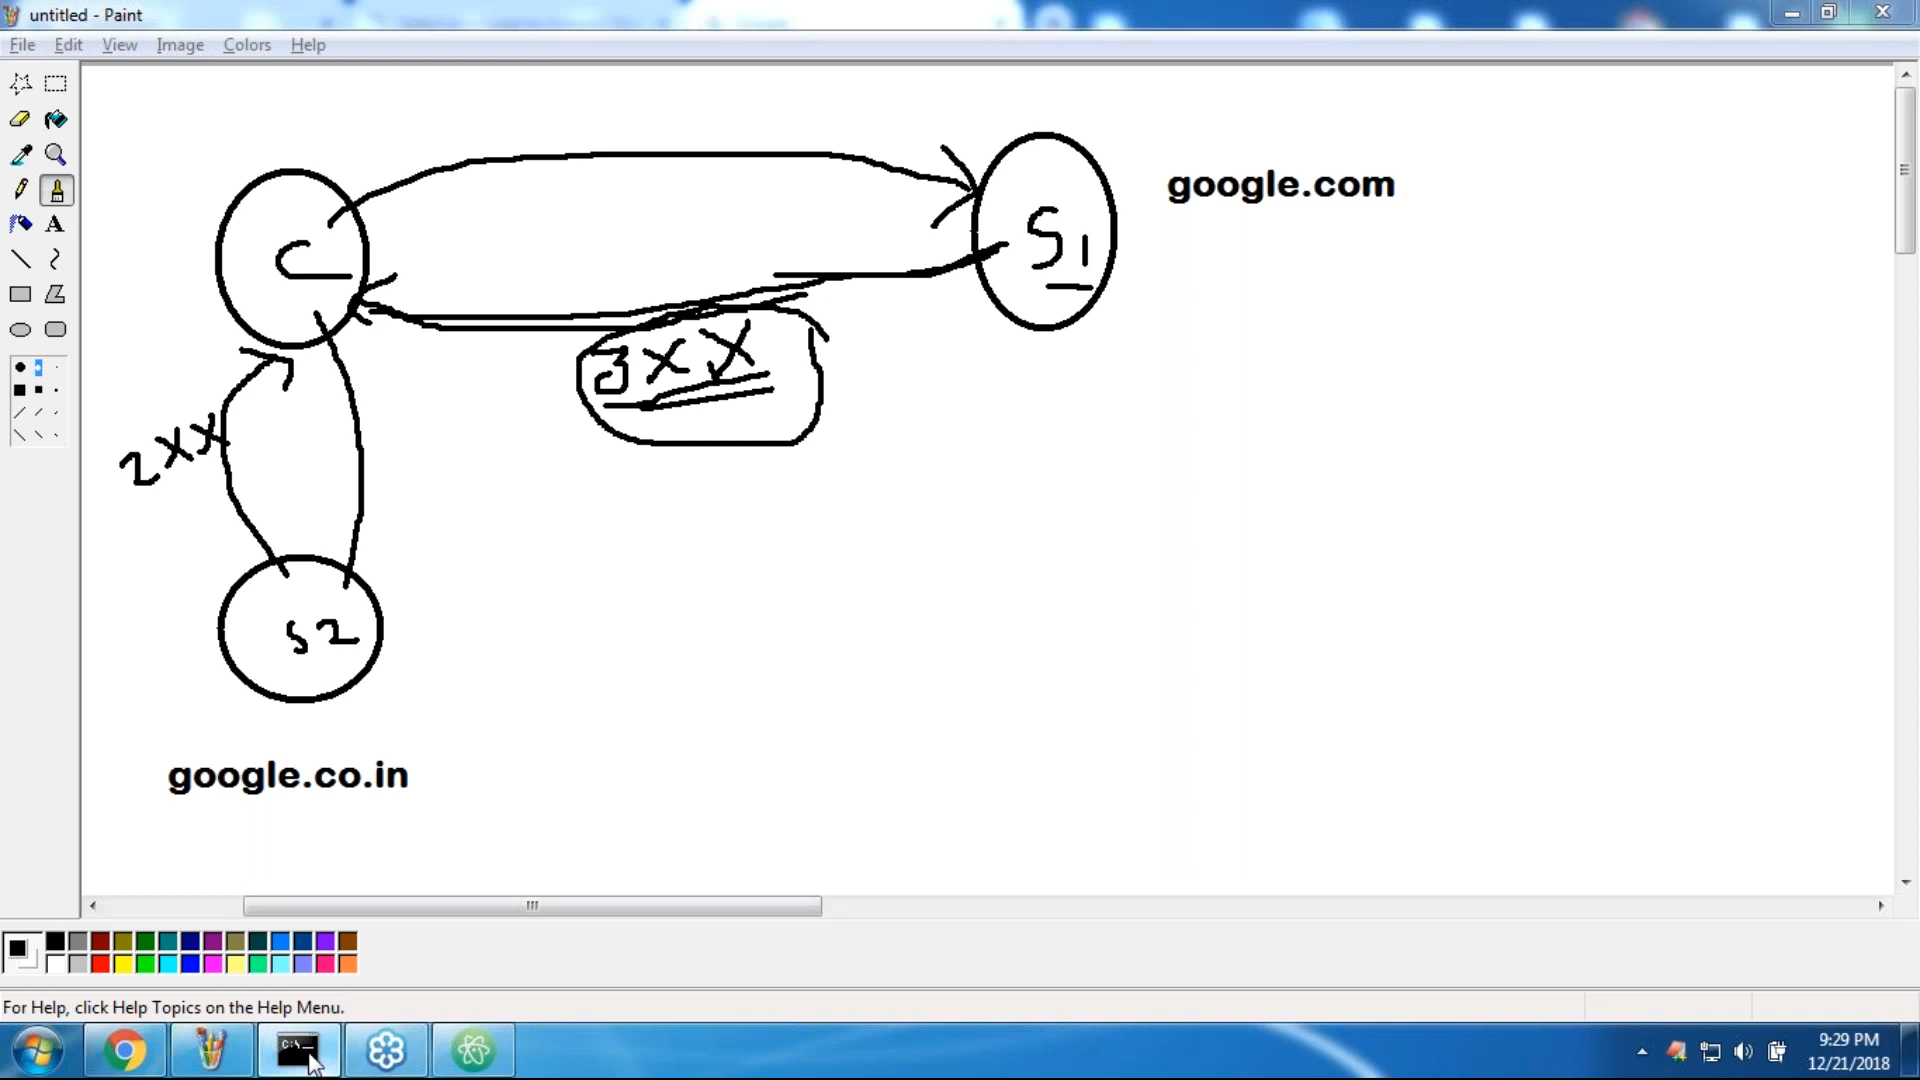 untitled - Paint
File Edit View Image Colors Help
google.com
C
S1
3XX
2XX
S2
google.co.in
For Help, click Help Topics on the Help Menu.
C:\_
9:29 PM
12/21/2018